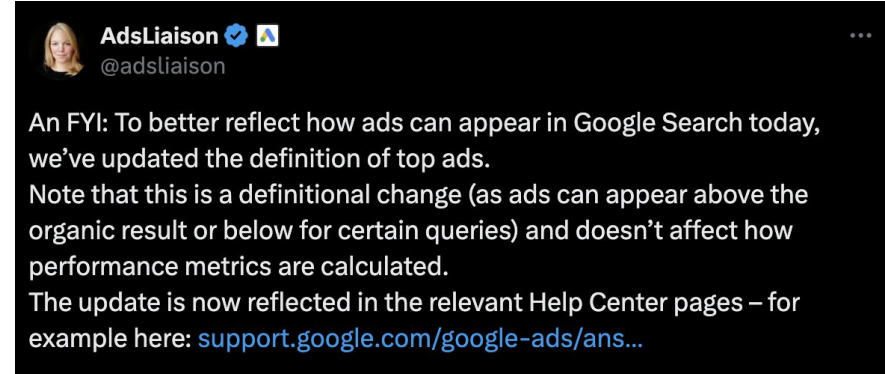 AdsLiaison
@adsliaison
An FYI: To better reflect how ads can appear in Google Search today,
we’ve updated the definition of top ads.
Note that this is a definitional change (as ads can appear above the
organic result or below for certain queries) and doesn’t affect how
performance metrics are calculated.
The update is now reflected in the relevant Help Center pages – for
example here: support.google.com/google-ads/ans...